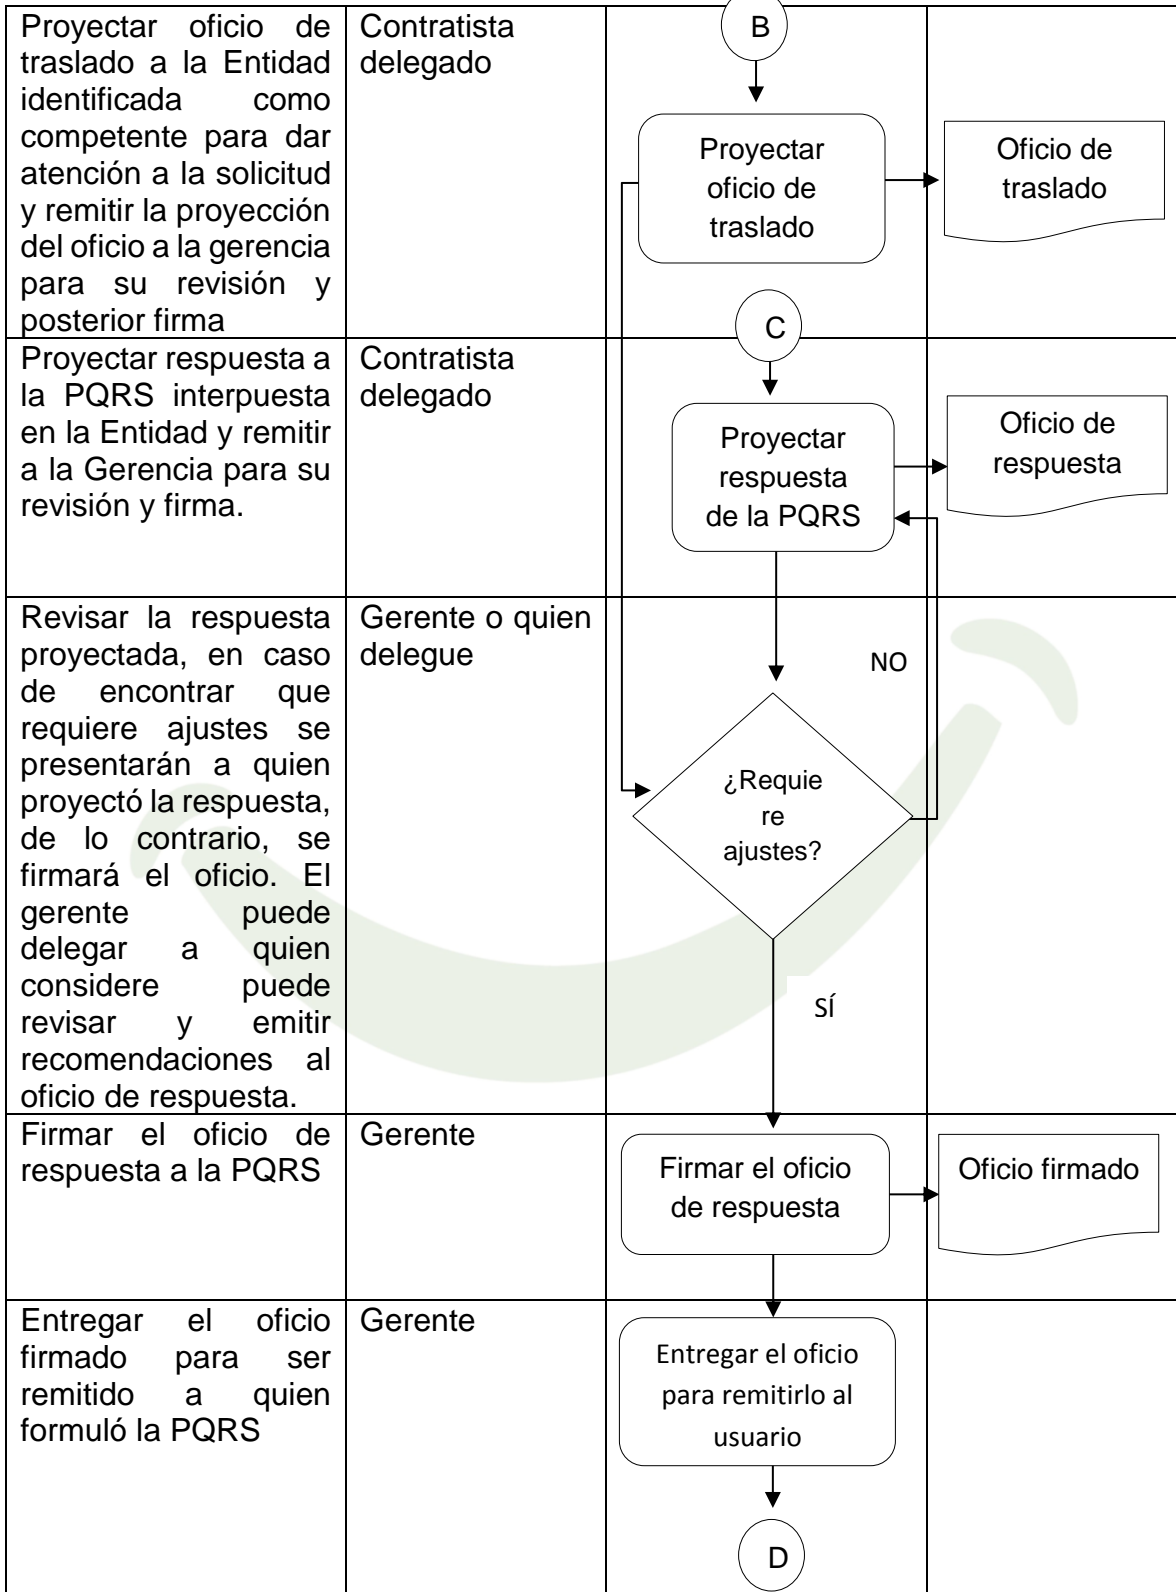 Proyectar oficio de
traslado a la Entidad
identificada como
competente para dar
atención a la solicitud
y remitir la proyección
del oficio a la gerencia
para su revisión y
posterior firma
Contratista
delegado
B
Proyectar
oficio de
traslado
Oficio de
traslado
C
Proyectar respuesta a
la PQRS interpuesta
en la Entidad y remitir
a la Gerencia para su
revisión y firma.
Contratista
delegado
Proyectar
respuesta
de la PQRS
Oficio de
respuesta
Revisar la respuesta
proyectada, en caso
de encontrar que
requiere ajustes se
presentarán a quien
proyectó la respuesta,
de lo contrario, se
firmará el oficio. El
gerente puede
delegar a quien
considere puede
revisar y emitir
recomendaciones al
oficio de respuesta.
Gerente o quien
delegue
NO
¿Requie
re
ajustes?
SÍ
Firmar el oficio de
respuesta a la PQRS
Gerente
Firmar el oficio
de respuesta
Oficio firmado
Entregar el oficio
firmado para ser
remitido a quien
formuló la PQRS
Gerente
Entregar el oficio
para remitirlo al
usuario
D